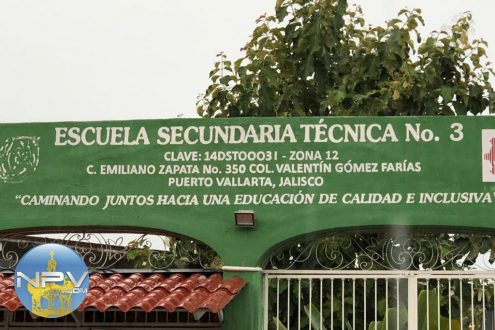 ESCUELA SECUNDARIA TÉCNICA No. 3
CLAVE: 14DST0003I - ZONA 12
C. EMILIANO ZAPATA No. 350 COL. VALENTÍN GÓMEZ FARÍAS
PUERTO VALLARTA, JALISCO
"CAMINANDO JUNTOS HACIA UNA EDUCACIÓN DE CALIDAD E INCLUSIVA"
NPV